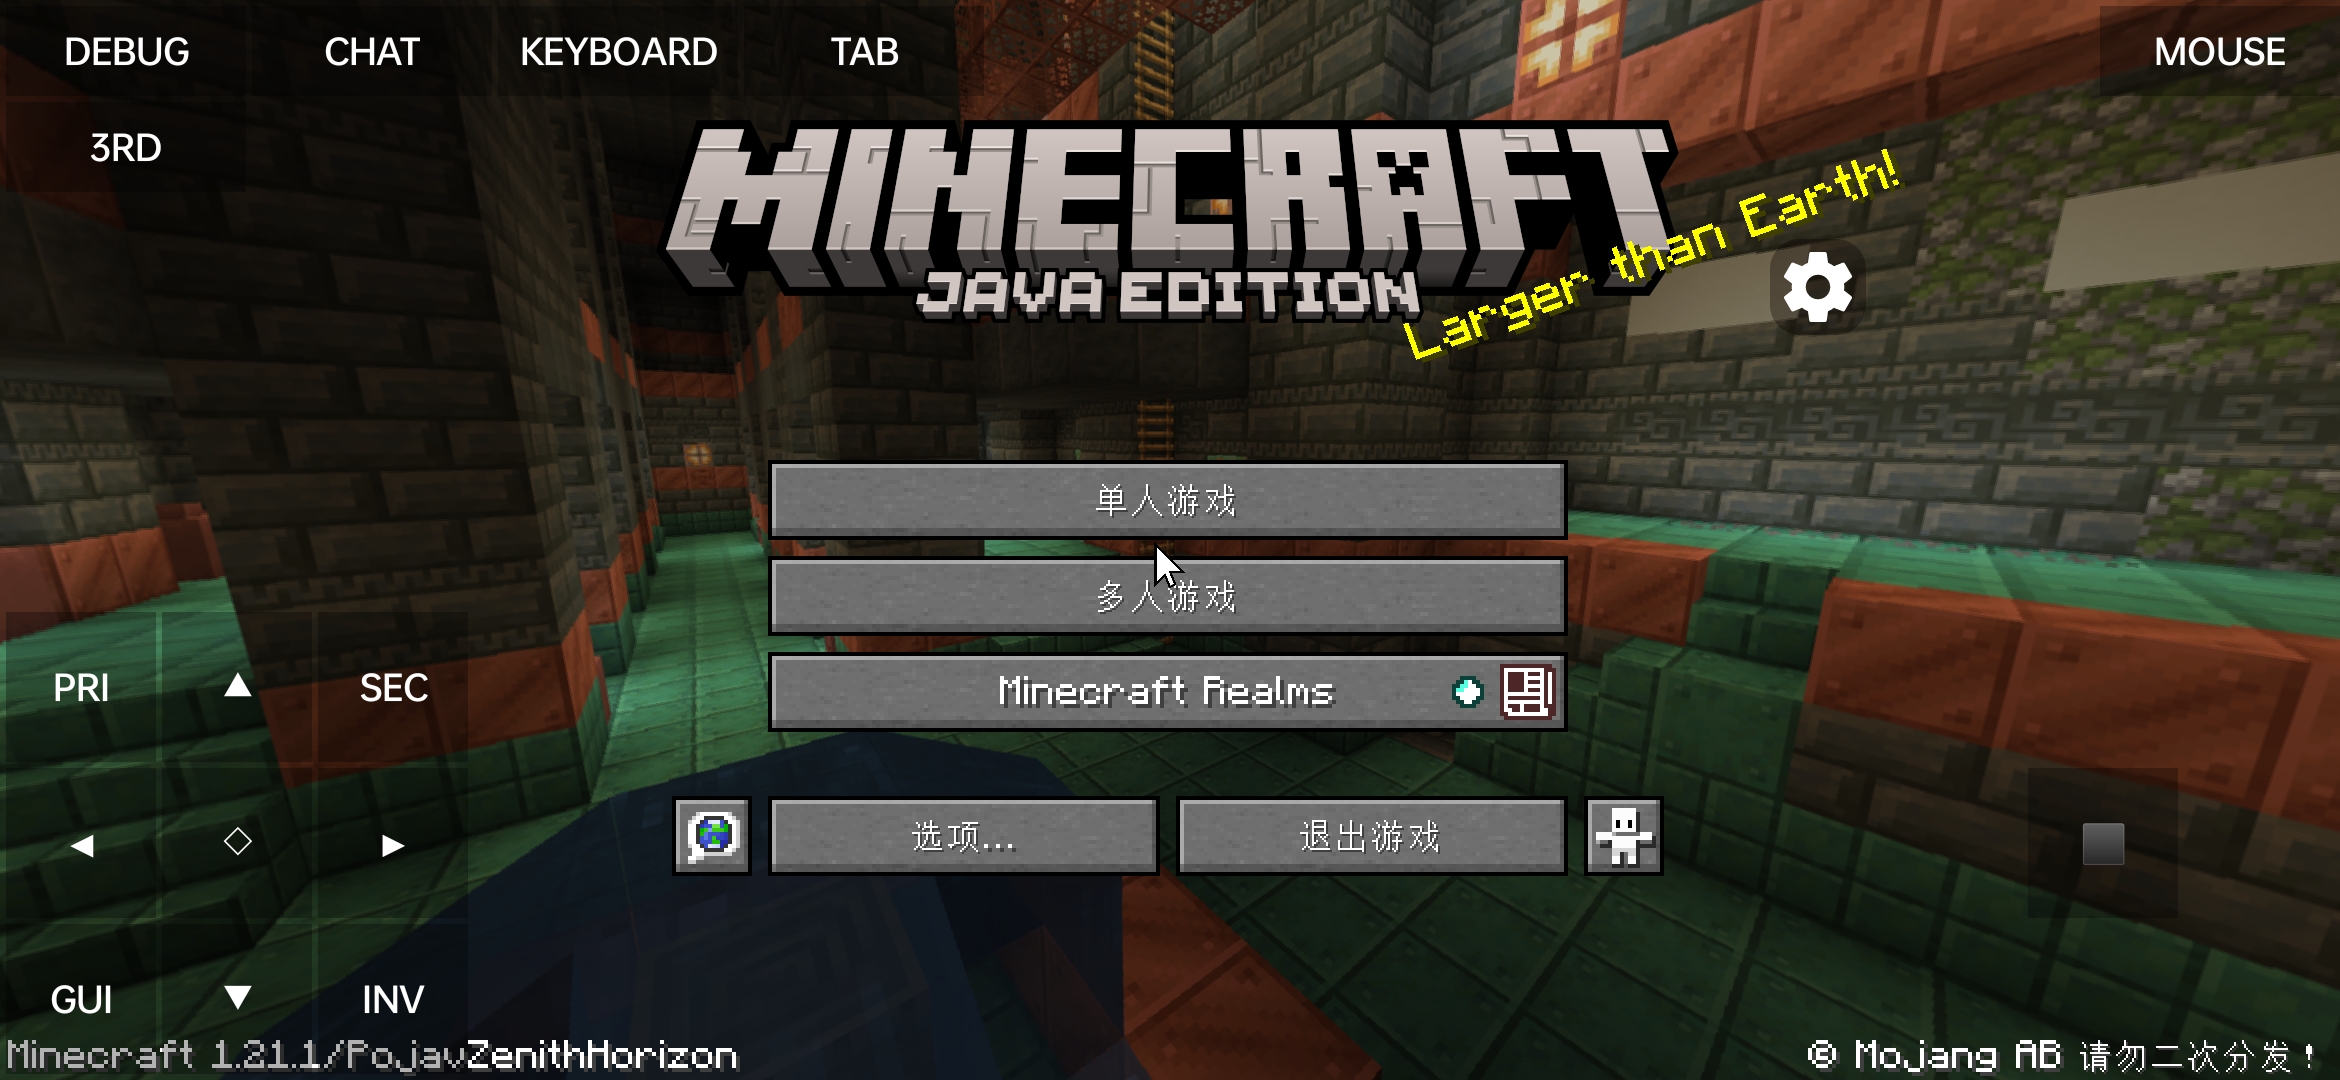 DEBUG CHAT KEYBOARD TAB MOUSE
3RD
MINECRAFT
JAVA EDITION
Larger than Earth!
单人游戏
多人游戏
Minecraft Realms
PRI ▲ SEC
◀ ◇ ▶
选项... 退出游戏
GUI ▼ INV
Minecraft 1.21.1/PojavZenithHorizon
© Mojang AB 请勿二次分发！